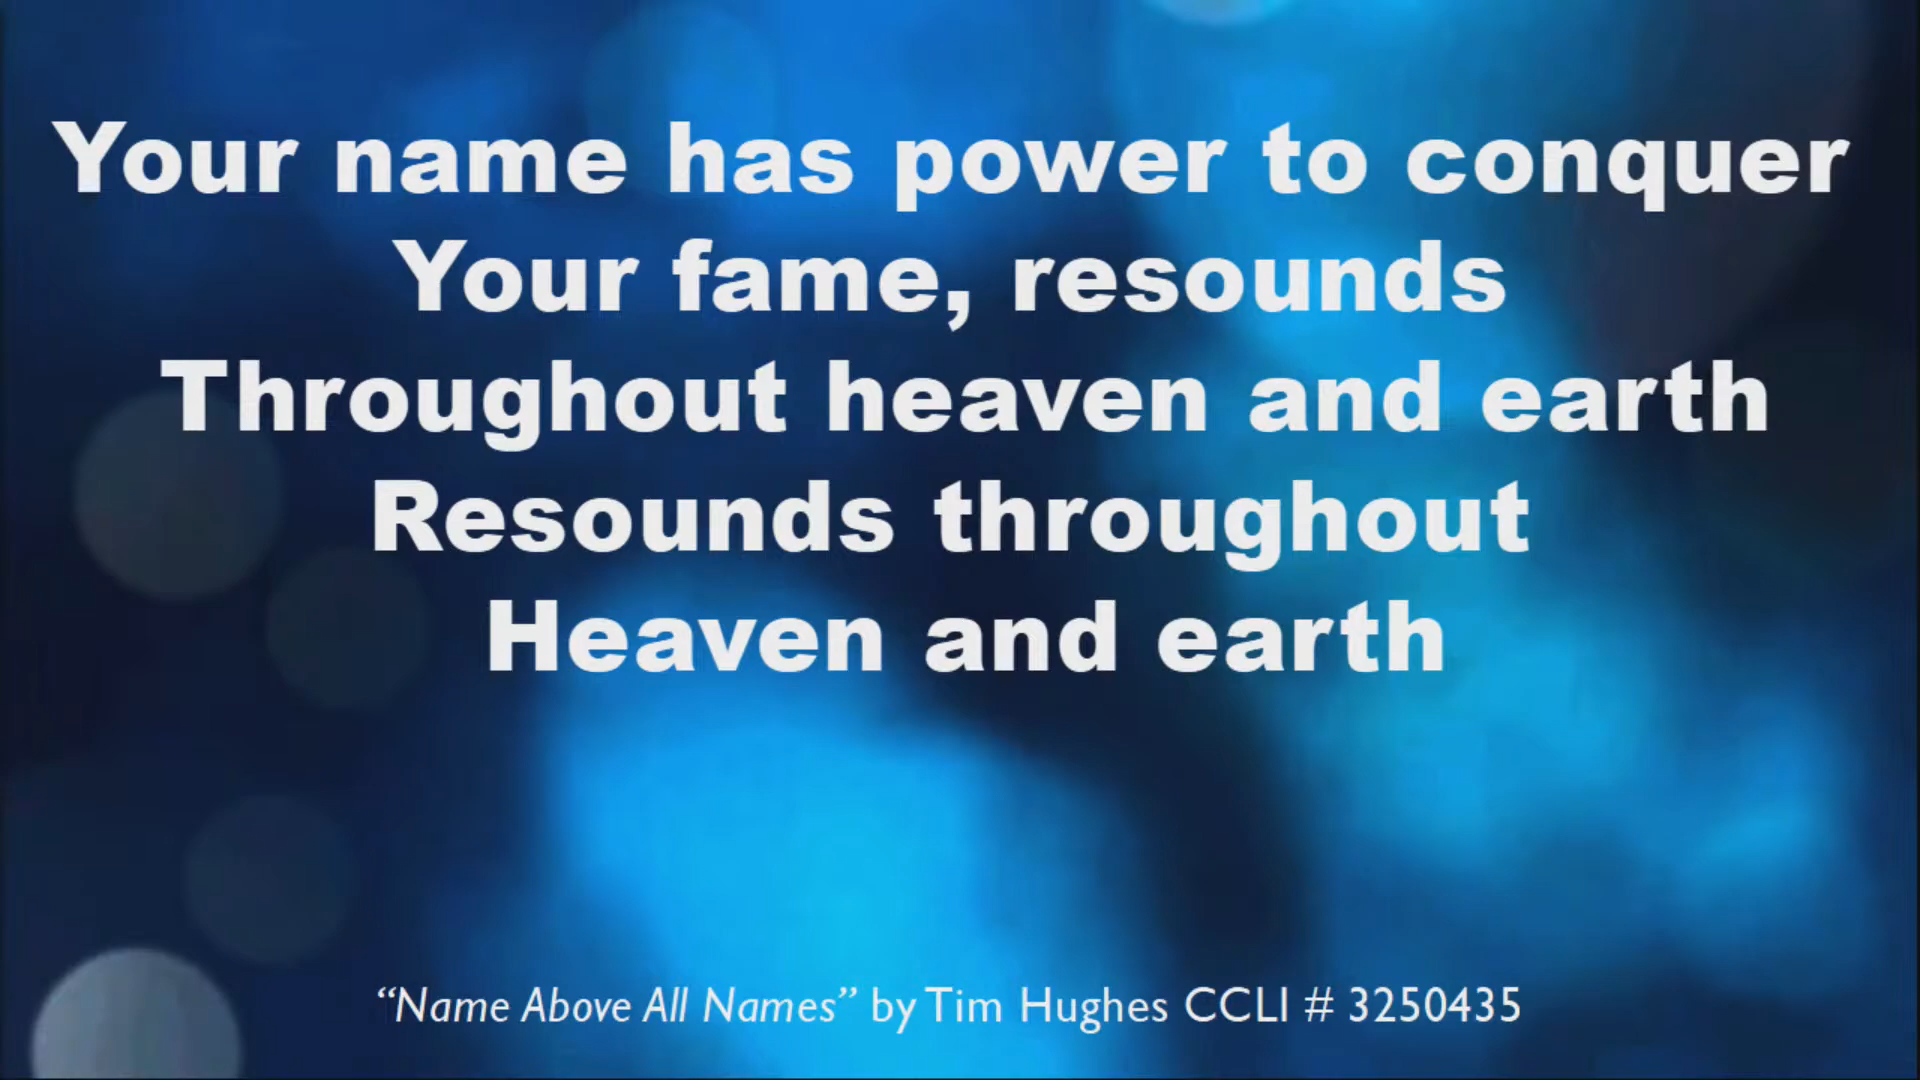 Your name has power to conquer
Your fame, resounds
Throughout heaven and earth
Resounds throughout
Heaven and earth
“Name Above All Names” by Tim Hughes CCLI # 3250435